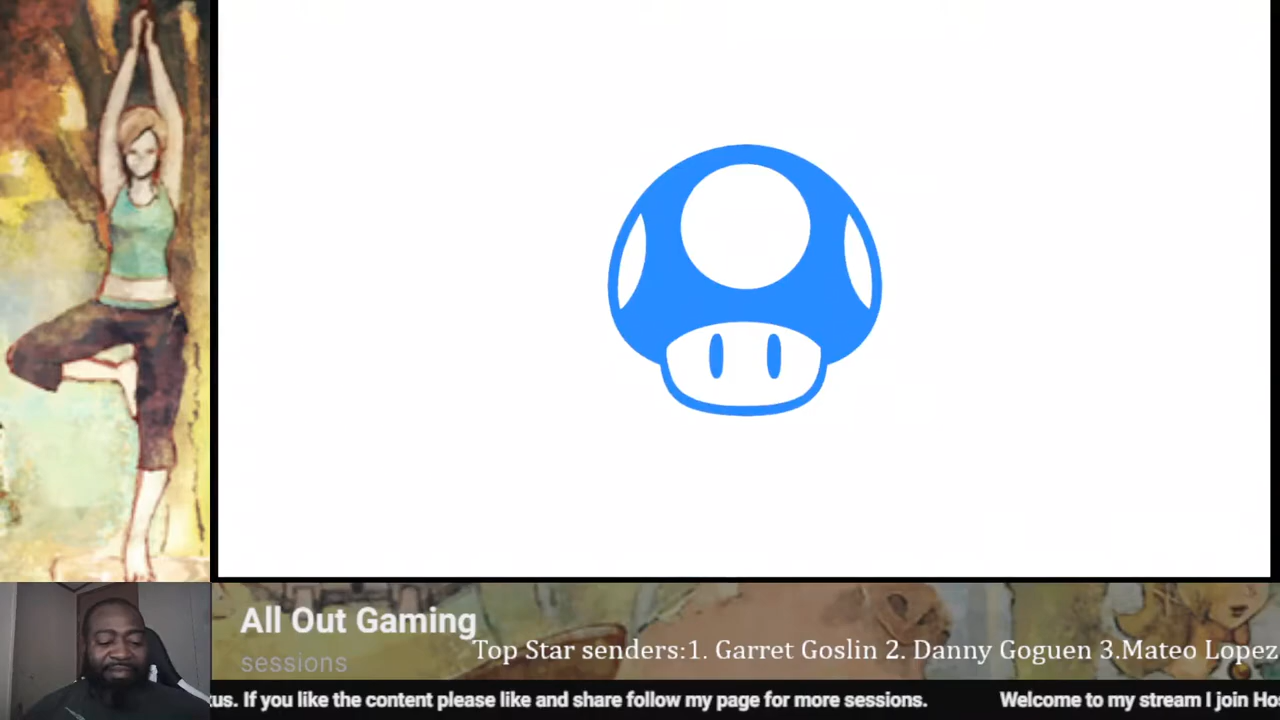 All Out Gaming
sessions
Top Star senders:1. Garret Goslin 2. Danny Goguen 3.Mateo Lopez
If you like the content please like and share follow my page for more sessions. Welcome to my stream I join